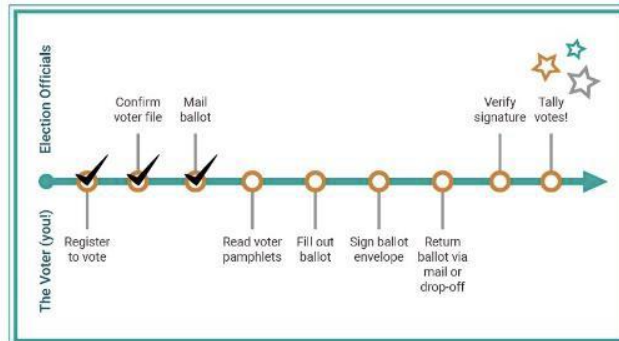 Election Officials
Confirm
voter file
Mail
ballot
Verify
signature
Tally
votes!
The Voter (you!)
Register
to vote
Read voter
pamphlets
Fill out
ballot
Sign ballot
envelope
Return
ballot via
mail or
drop-off